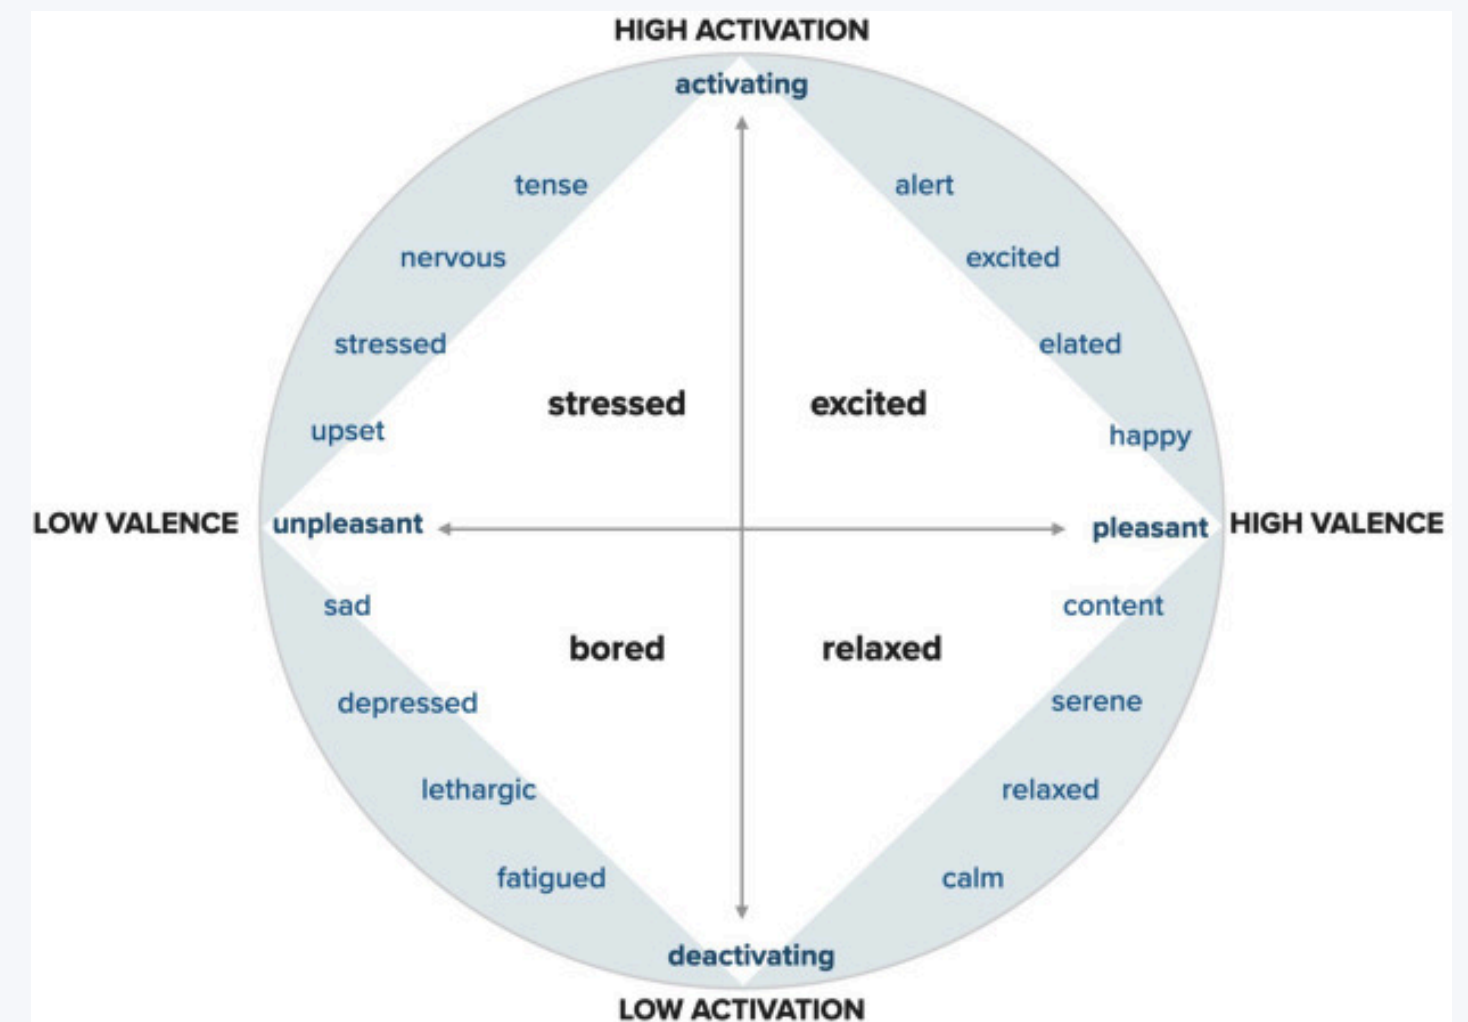 HIGH ACTIVATION
activating
tense
alert
nervous
excited
stressed
elated
stressed
excited
upset
happy
LOW VALENCE
unpleasant
pleasant
HIGH VALENCE
sad
content
bored
relaxed
depressed
serene
lethargic
relaxed
fatigued
calm
deactivating
LOW ACTIVATION